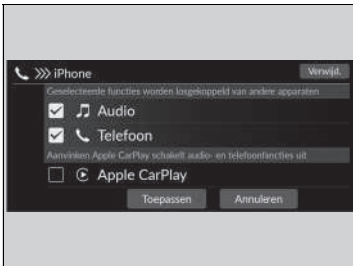 iPhone
Verwijd.
Geselecteerde functies worden losgekoppeld van andere apparaten
Audio
Telefoon
Aanvinken Apple CarPlay schakelt audio- en telefoonfuncties uit
Apple CarPlay
Toepassen
Annuleren